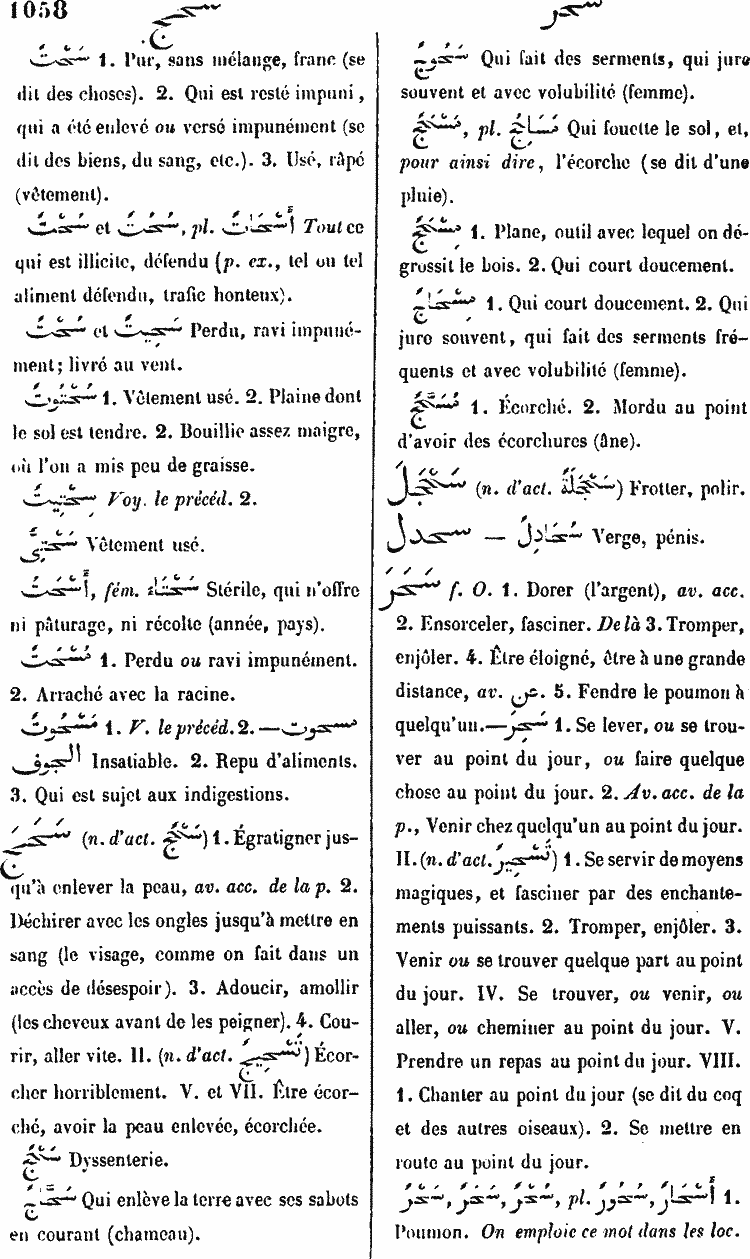 1058 سحج سحر
سَحْتٌ 1. Pur, sans mélange, franc (se
dit des choses). 2. Qui est resté impuni,
qui a été enlevé ou versé impunément (se
dit des biens, du sang, etc.). 3. Usé, râpé
(vêtement).
سُحْتٌ et سُحُتٌ, pl. أَسْحَاتٌ Tout ce
qui est illicite, défendu (p. ex., tel ou tel
aliment défendu, trafic honteux).
سُحْتٌ et سَحِيتٌ Perdu, ravi impuné-
ment; livré au vent.
سُحْتُوتٌ 1. Vêtement usé. 2. Plaine dont
le sol est tendre. 2. Bouillie assez maigre,
où l'on a mis peu de graisse.
سِحْتِيتٌ Voy. le précéd. 2.
سَحْتِىٌّ Vêtement usé.
أَسْحَتُ, fém. سَحْتَاءُ Stérile, qui n'offre
ni pâturage, ni récolte (année, pays).
مُسْحَتٌ 1. Perdu ou ravi impunément.
2. Arraché avec la racine.
مَسْحُوتٌ 1. V. le précéd. 2. — مسحوت
الجوف Insatiable. 2. Repu d'aliments.
3. Qui est sujet aux indigestions.
سَحَجَ (n. d'act. سَحْجٌ) 1. Égratigner jus-
qu'à enlever la peau, av. acc. de la p. 2.
Déchirer avec les ongles jusqu'à mettre en
sang (le visage, comme on fait dans un
accès de désespoir). 3. Adoucir, amollir
(les cheveux avant de les peigner). 4. Cou-
rir, aller vite. II. (n. d'act. تَسْحِيجٌ) Écor-
cher horriblement. V. et VII. Être écor-
ché, avoir la peau enlevée, écorchée.
سَحْجٌ Dyssenterie.
سَحَّاجٌ Qui enlève la terre avec ses sabots
en courant (chameau).
سَحُوجٌ Qui fait des serments, qui jure
souvent et avec volubilité (femme).
مَسْحَجٌ, pl. مَسَاحِجُ Qui fouette le sol, et,
pour ainsi dire, l'écorche (se dit d'une
pluie).
مِسْحَجٌ 1. Plane, outil avec lequel on dé-
grossit le bois. 2. Qui court doucement.
مِسْحَاجٌ 1. Qui court doucement. 2. Qui
jure souvent, qui fait des serments fré-
quents et avec volubilité (femme).
مُسَحَّجٌ 1. Écorché. 2. Mordu au point
d'avoir des écorchures (âne).
سَحْجَلَ (n. d'act. سَحْجَلَةٌ) Frotter, polir.
سحدل — سُحَادِلٌ Verge, pénis.
سَحَرَ f. O. 1. Dorer (l'argent), av. acc.
2. Ensorceler, fasciner. De là 3. Tromper,
enjôler. 4. Être éloigné, être à une grande
distance, av. عن. 5. Fendre le poumon à
quelqu'un. — سَحِرَ 1. Se lever, ou se trou-
ver au point du jour, ou faire quelque
chose au point du jour. 2. Av. acc. de la
p., Venir chez quelqu'un au point du jour.
II. (n. d'act. تَسْحِيرٌ) 1. Se servir de moyens
magiques, et fasciner par des enchante-
ments puissants. 2. Tromper, enjôler. 3.
Venir ou se trouver quelque part au point
du jour. IV. Se trouver, ou venir, ou
aller, ou cheminer au point du jour. V.
Prendre un repas au point du jour. VIII.
1. Chanter au point du jour (se dit du coq
et des autres oiseaux). 2. Se mettre en
route au point du jour.
سَحْرٌ, سَحَرٌ, سُحْرٌ, pl. سُحُورٌ, أَسْحَارٌ 1.
Poumon. On emploie ce mot dans les loc.